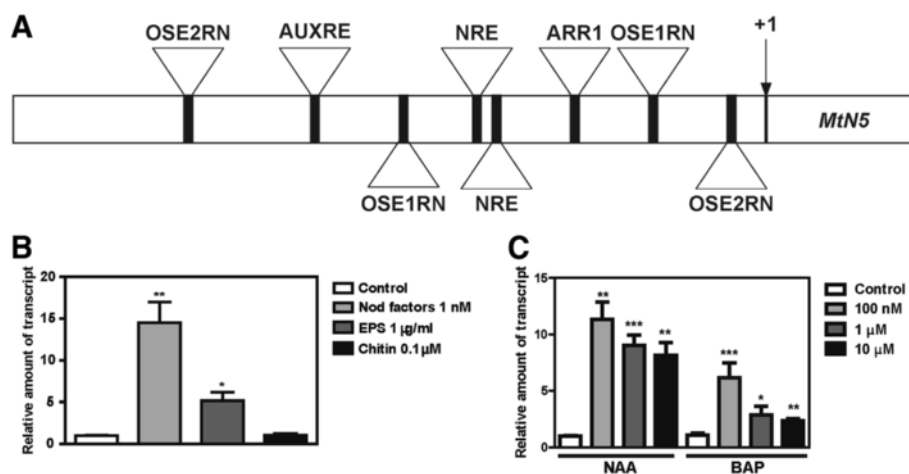 A
OSE2RN AUXRE NRE ARR1 OSE1RN +1
MtN5
OSE1RN NRE OSE2RN
B
Relative amount of transcript
20
15
10
5
0
** *
Control
Nod factors 1 nM
EPS 1 µg/ml
Chitin 0.1µM
C
Relative amount of transcript
15
10
5
0
** *** ** *** * **
NAA BAP
Control
100 nM
1 µM
10 µM